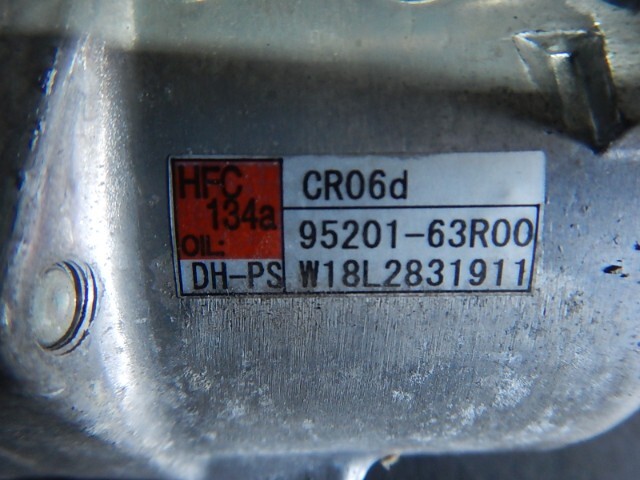 HFC
134a
OIL:
DH-PS
CR06d
95201-63R00
W18L2831911